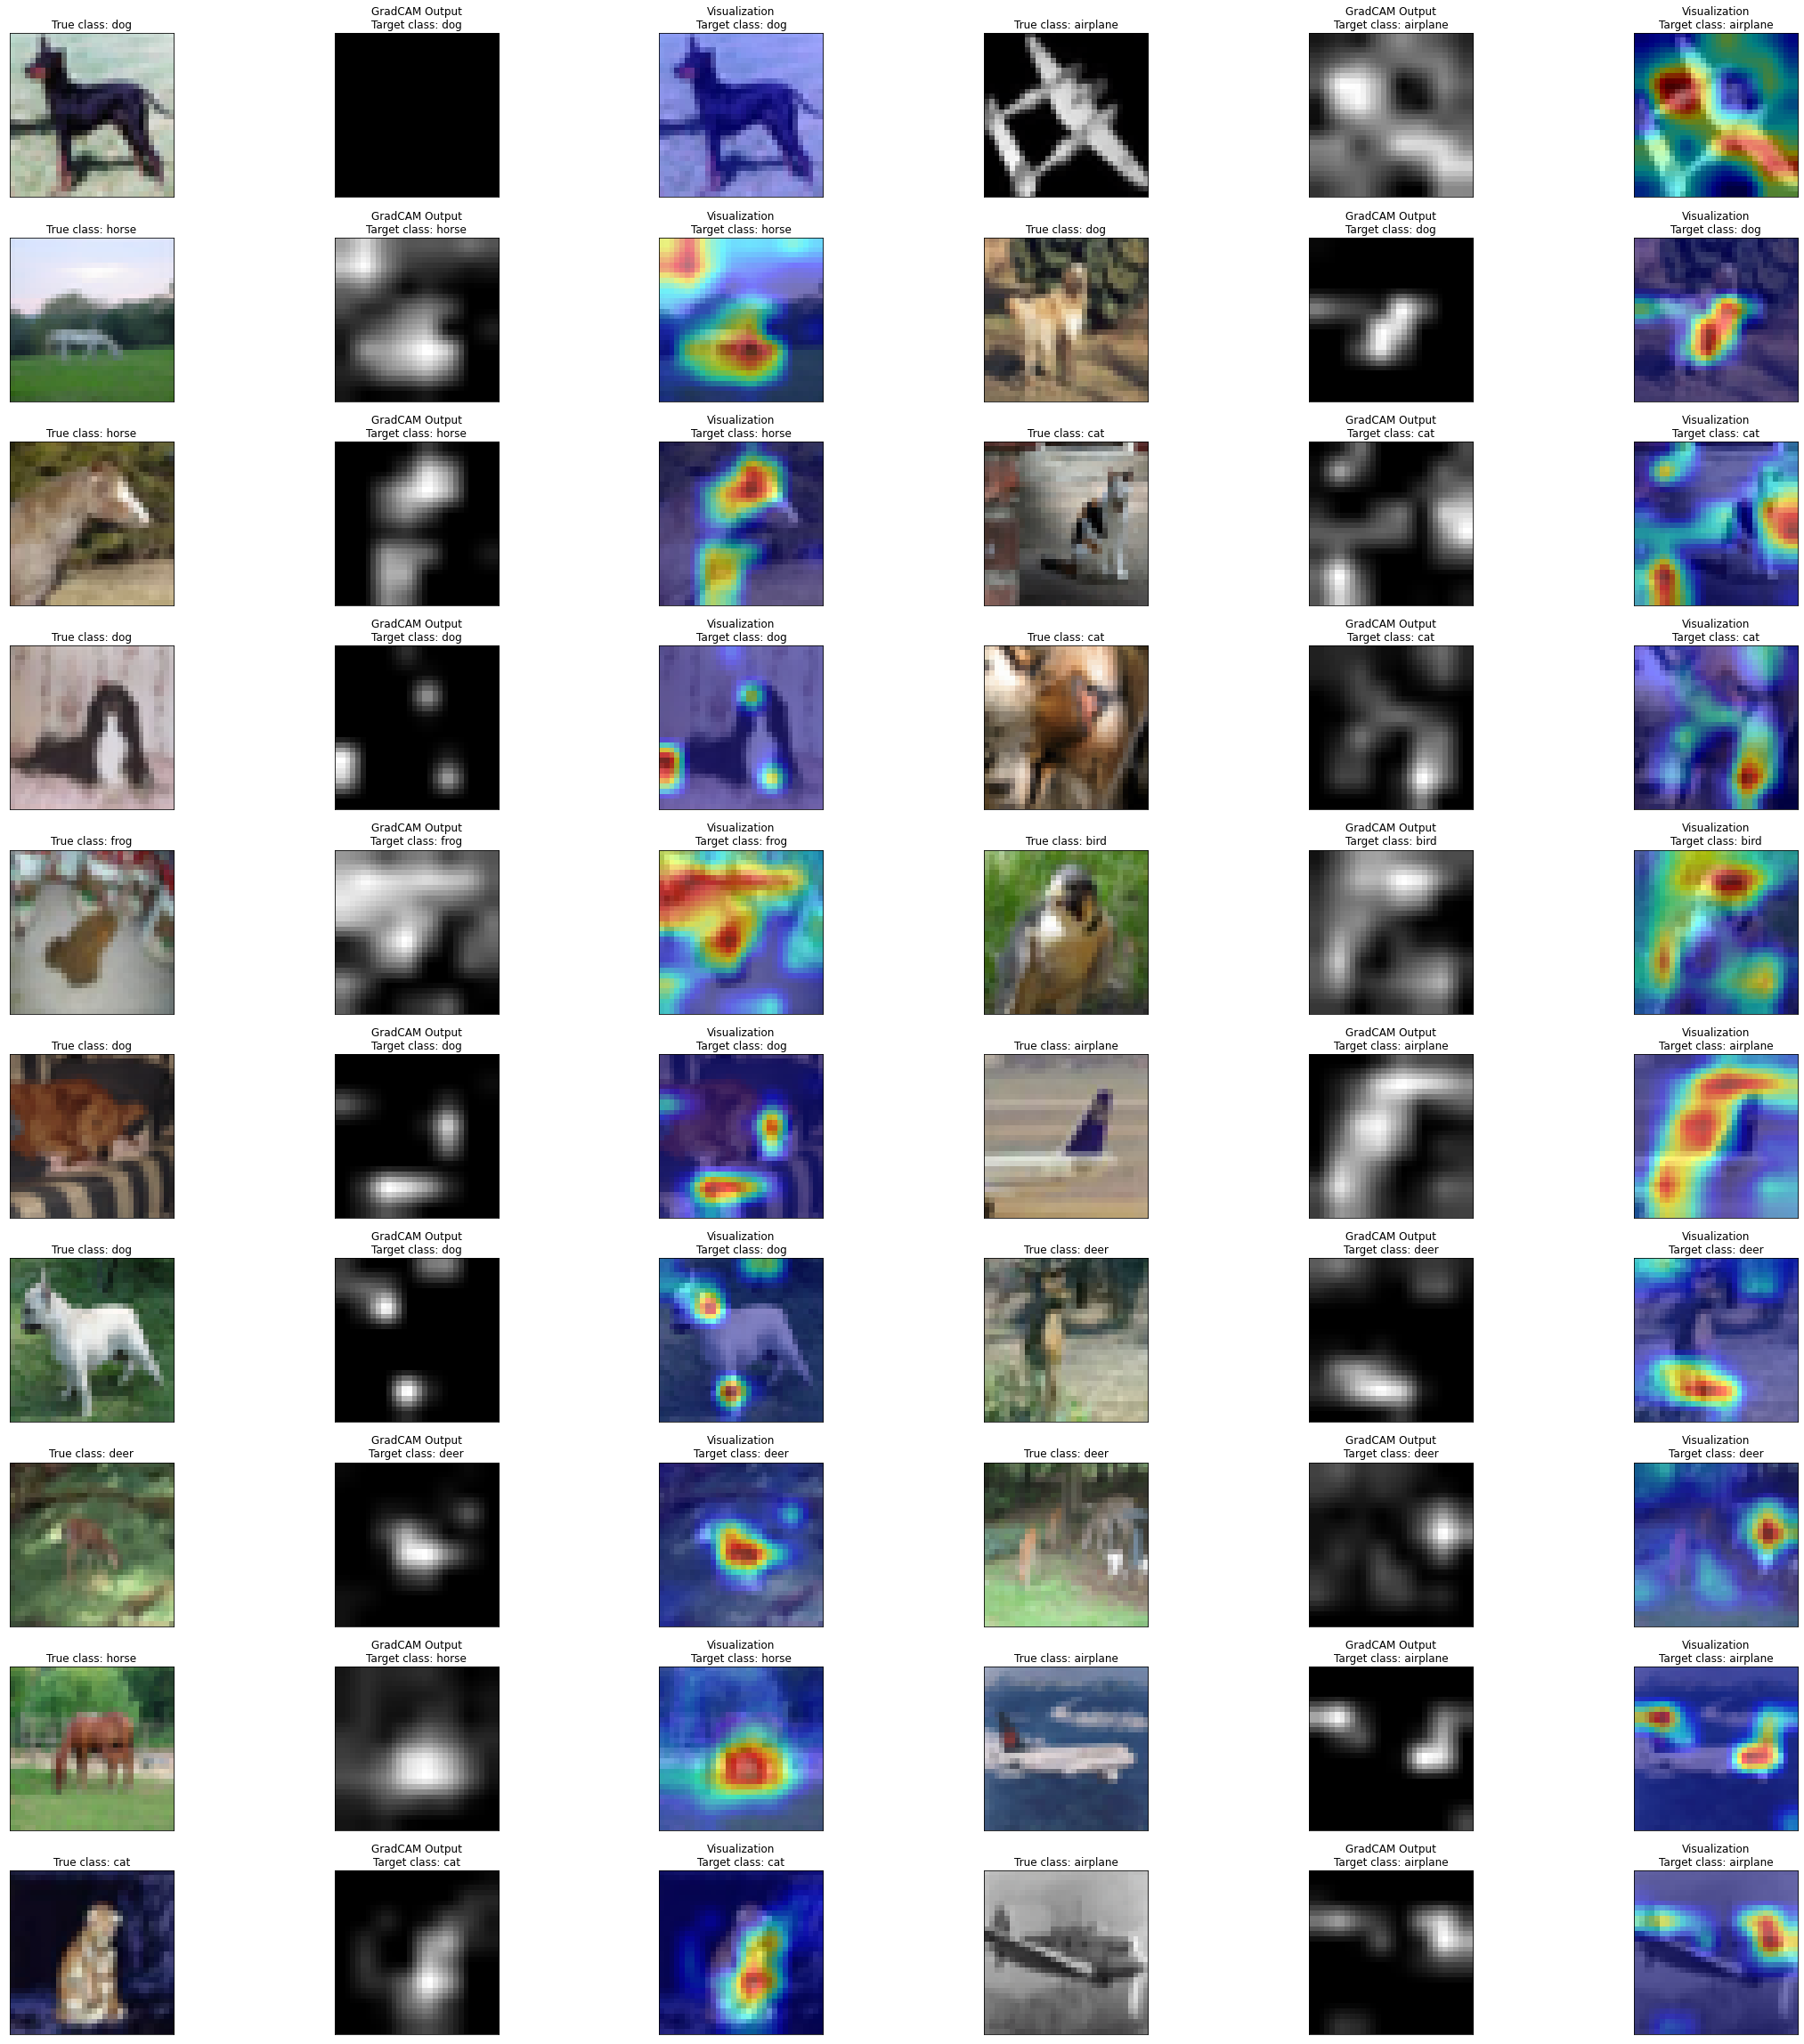 True class: dog
GradCAM Output
Target class: dog
Visualization
Target class: dog
True class: airplane
GradCAM Output
Target class: airplane
Visualization
Target class: airplane
True class: horse
GradCAM Output
Target class: horse
Visualization
Target class: horse
True class: dog
GradCAM Output
Target class: dog
Visualization
Target class: dog
True class: horse
GradCAM Output
Target class: horse
Visualization
Target class: horse
True class: cat
GradCAM Output
Target class: cat
Visualization
Target class: cat
True class: dog
GradCAM Output
Target class: dog
Visualization
Target class: dog
True class: cat
GradCAM Output
Target class: cat
Visualization
Target class: cat
True class: frog
GradCAM Output
Target class: frog
Visualization
Target class: frog
True class: bird
GradCAM Output
Target class: bird
Visualization
Target class: bird
True class: dog
GradCAM Output
Target class: dog
Visualization
Target class: dog
True class: airplane
GradCAM Output
Target class: airplane
Visualization
Target class: airplane
True class: dog
GradCAM Output
Target class: dog
Visualization
Target class: dog
True class: deer
GradCAM Output
Target class: deer
Visualization
Target class: deer
True class: deer
GradCAM Output
Target class: deer
Visualization
Target class: deer
True class: deer
GradCAM Output
Target class: deer
Visualization
Target class: deer
True class: horse
GradCAM Output
Target class: horse
Visualization
Target class: horse
True class: airplane
GradCAM Output
Target class: airplane
Visualization
Target class: airplane
True class: cat
GradCAM Output
Target class: cat
Visualization
Target class: cat
True class: airplane
GradCAM Output
Target class: airplane
Visualization
Target class: airplane